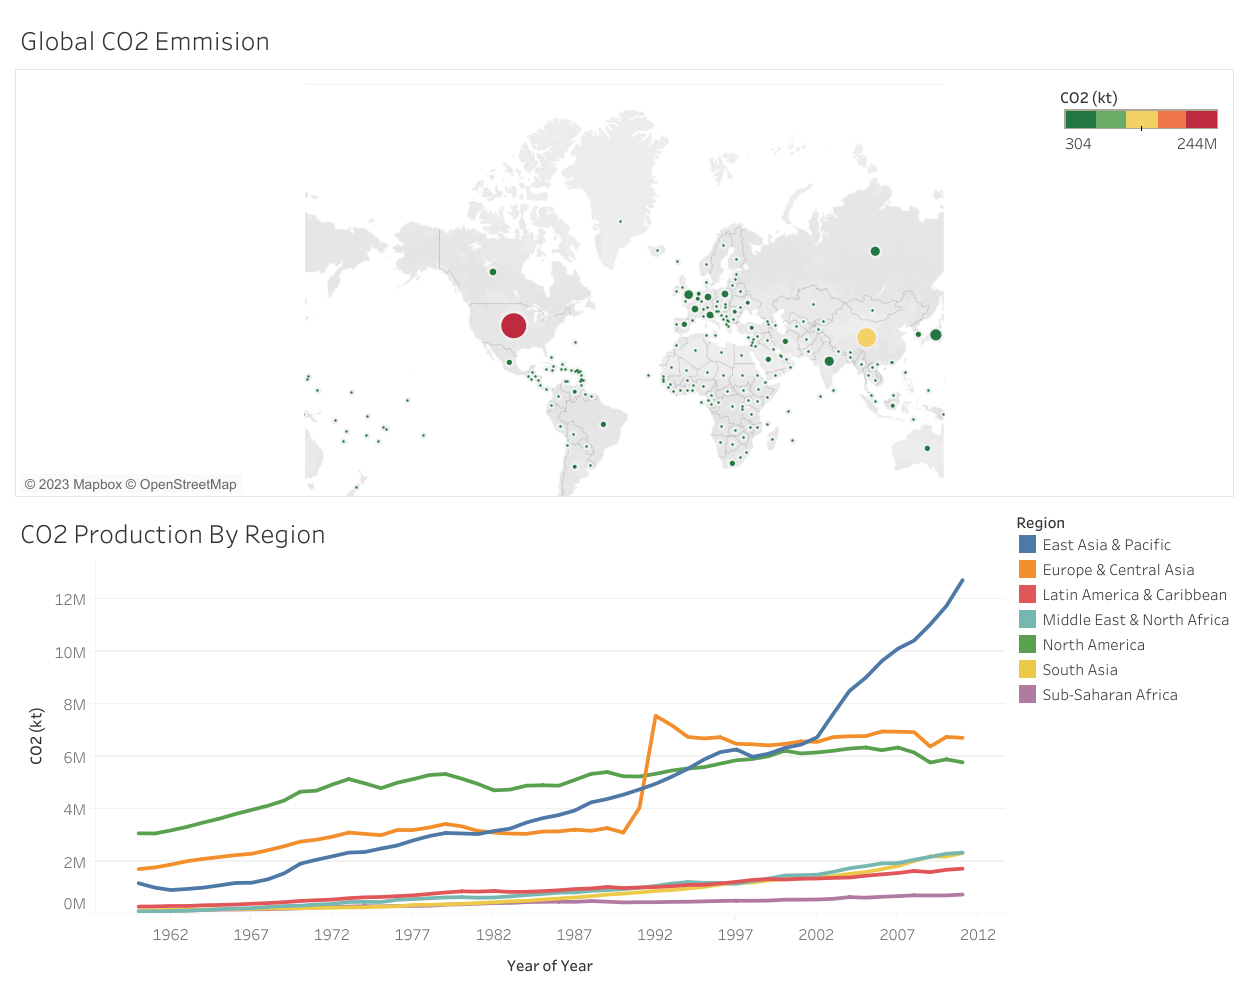 Global CO2 Emmision
CO2 (kt)
304 244M
© 2023 Mapbox © OpenStreetMap
CO2 Production By Region
Region
East Asia & Pacific
Europe & Central Asia
Latin America & Caribbean
Middle East & North Africa
North America
South Asia
Sub-Saharan Africa
CO2 (kt)
12M
10M
8M
6M
4M
2M
0M
1962 1967 1972 1977 1982 1987 1992 1997 2002 2007 2012
Year of Year